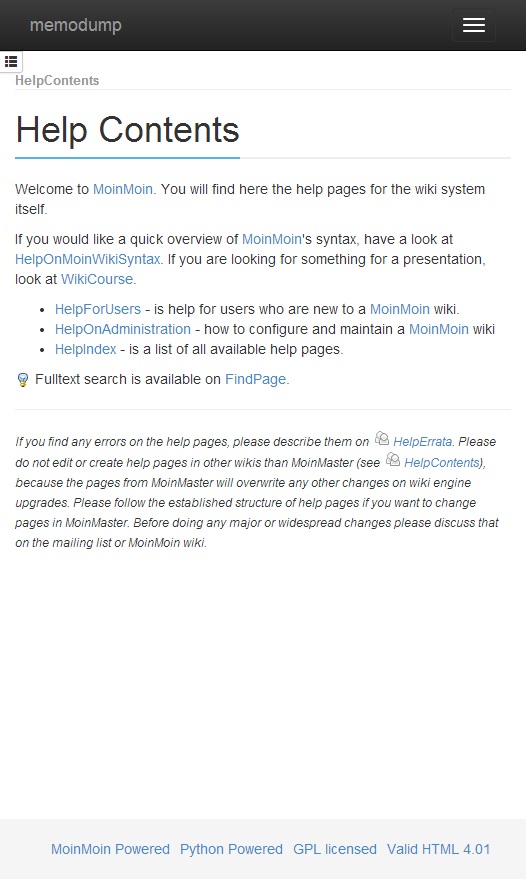 memodump
HelpContents
Help Contents
Welcome to MoinMoin. You will find here the help pages for the wiki system
itself.
If you would like a quick overview of MoinMoin's syntax, have a look at
HelpOnMoinWikiSyntax. If you are looking for something for a presentation,
look at WikiCourse.
• HelpForUsers - is help for users who are new to a MoinMoin wiki.
• HelpOnAdministration - how to configure and maintain a MoinMoin wiki
• HelpIndex - is a list of all available help pages.
Fulltext search is available on FindPage.
If you find any errors on the help pages, please describe them on HelpErrata. Please
do not edit or create help pages in other wikis than MoinMaster (see HelpContents),
because the pages from MoinMaster will overwrite any other changes on wiki engine
upgrades. Please follow the established structure of help pages if you want to change
pages in MoinMaster. Before doing any major or widespread changes please discuss that
on the mailing list or MoinMoin wiki.
MoinMoin Powered Python Powered GPL licensed Valid HTML 4.01